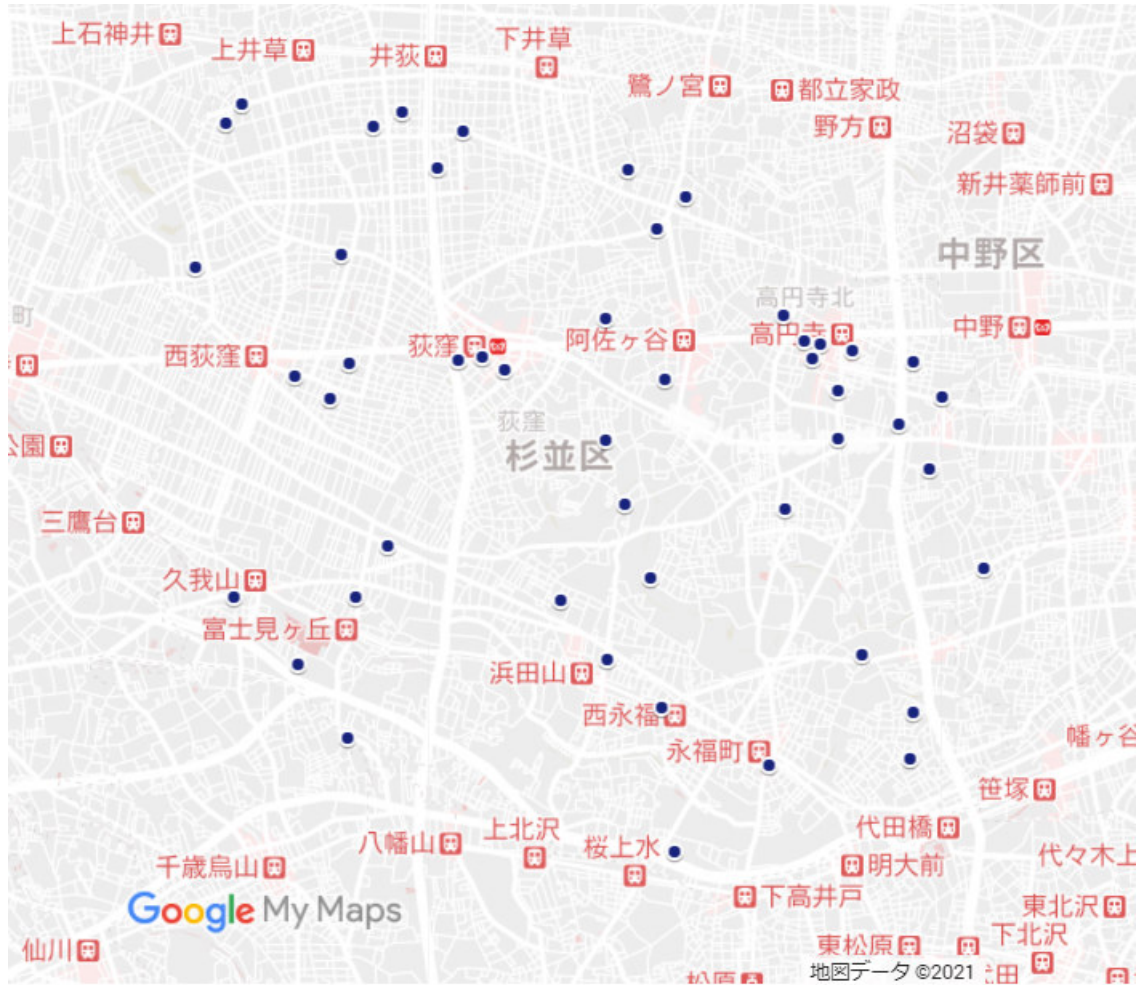 上石神井
上井草
井荻
下井草
鷺ノ宮
都立家政
野方
沼袋
新井薬師前
中野区
町
高円寺北
西荻窪
荻窪
阿佐ヶ谷
高円寺
中野
荻窪
杉並区
公園
三鷹台
久我山
富士見ヶ丘
浜田山
西永福
永福町
幡ヶ谷
笹塚
代田橋
八幡山
上北沢
桜上水
明大前
代々木上
千歳烏山
下高井戸
東北沢
Google My Maps
仙川
東松原
下北沢
松原
地図データ ©2021